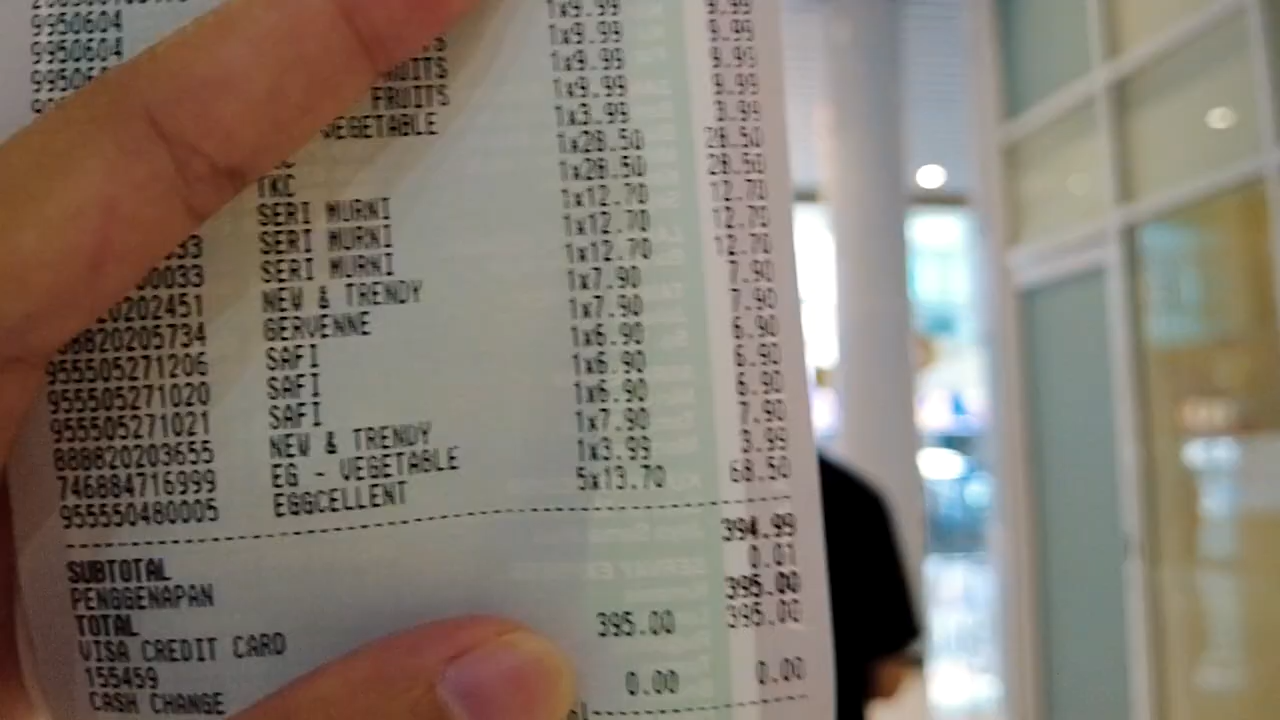 1x9.99 9.99
9950604 1x9.99 9.99
9950604 1x9.99 9.99
1x9.99 9.99
FRUITS 1x3.99 3.99
VEGETABLE 1x28.50 28.50
1x28.50 28.50
TKC 1x12.70 12.70
SERI MURNI 1x12.70 12.70
SERI MURNI 1x12.70 12.70
SERI MURNI 1x7.90 7.90
NEW & TRENDY 1x7.90 7.90
GERVENNE 1x6.90 6.90
955505271206 SAFI 1x6.90 6.90
955505271020 SAFI 1x6.90 6.90
955505271021 SAFI 1x7.90 7.90
888820203655 NEW & TRENDY 1x3.99 3.99
746884716999 EG - VEGETABLE 5x13.70 68.50
955550480005 EGGCELLENT
SUBTOTAL 394.99
PENGGENAPAN 0.01
TOTAL 395.00
VISA CREDIT CARD 395.00 395.00
155459
CASH CHANGE 0.00 0.00